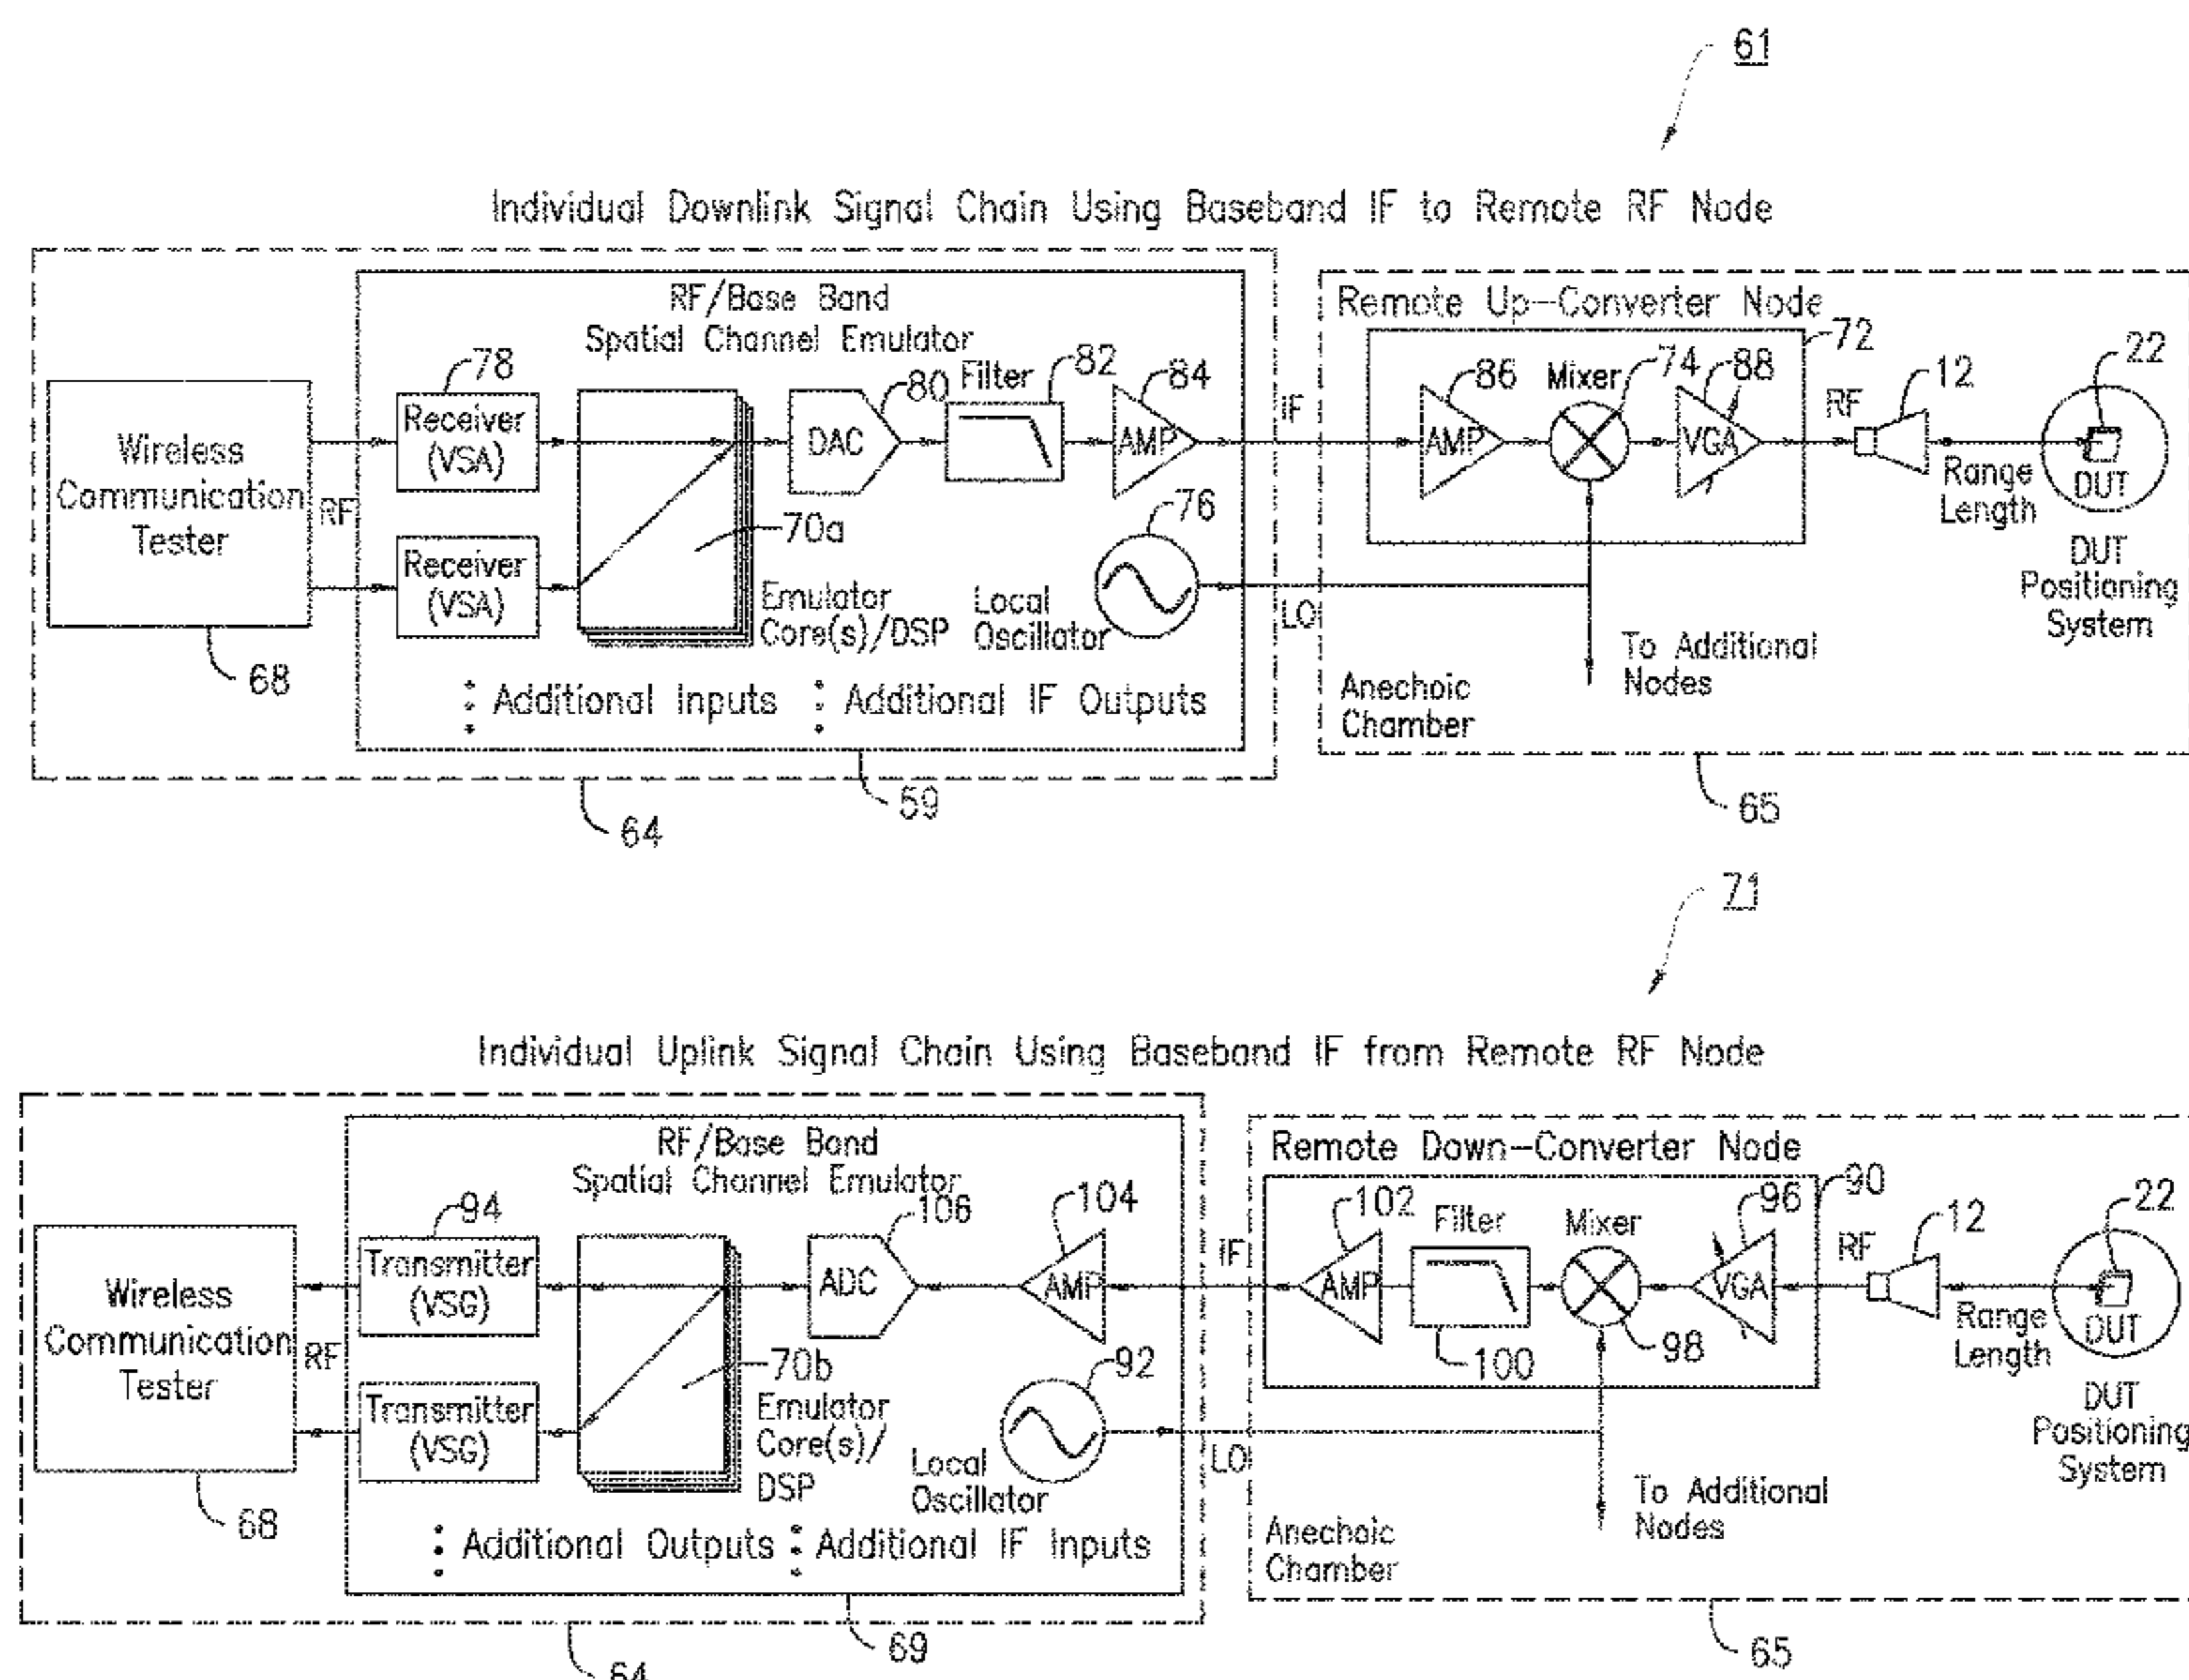 61
Individual Downlink Signal Chain Using Baseband IF to Remote RF Node
RF/Base Band
Spatial Channel Emulator
Remote Up-Converter Node
Wireless
Communication
Tester
68
RF
78
Receiver
(VSA)
Receiver
(VSA)
70a
Emulator
Core(s)/DSP
80
DAC
Filter
82
84
AMP
76
Local
Oscillator
Additional Inputs
Additional IF Outputs
59
64
IF
LO
86
AMP
Mixer
74
88
VGA
72
RF
12
Range
Length
22
DUT
DUT
Positioning
System
To Additional
Nodes
Anechoic
Chamber
65
71
Individual Uplink Signal Chain Using Baseband IF from Remote RF Node
RF/Base Band
Spatial Channel Emulator
Remote Down-Converter Node
Wireless
Communication
Tester
68
RF
94
Transmitter
(VSG)
Transmitter
(VSG)
70b
Emulator
Core(s)/
DSP
106
ADC
104
AMP
92
Local
Oscillator
Additional Outputs
Additional IF Inputs
69
64
IF
LO
102
AMP
Filter
100
Mixer
98
96
VGA
90
RF
12
Range
Length
22
DUT
DUT
Positioning
System
To Additional
Nodes
Anechoic
Chamber
65